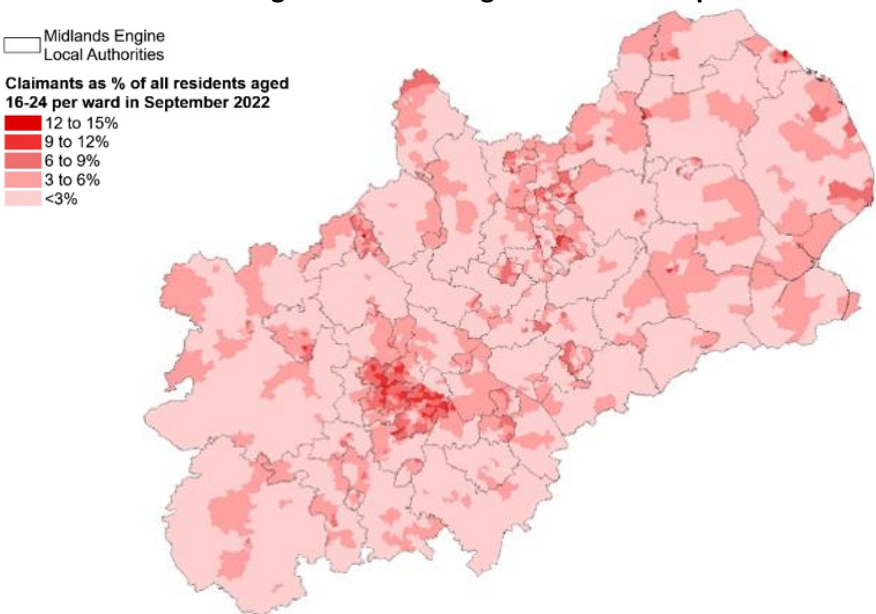 Midlands Engine
Local Authorities
Claimants as % of all residents aged
16-24 per ward in September 2022
12 to 15%
9 to 12%
6 to 9%
3 to 6%
<3%